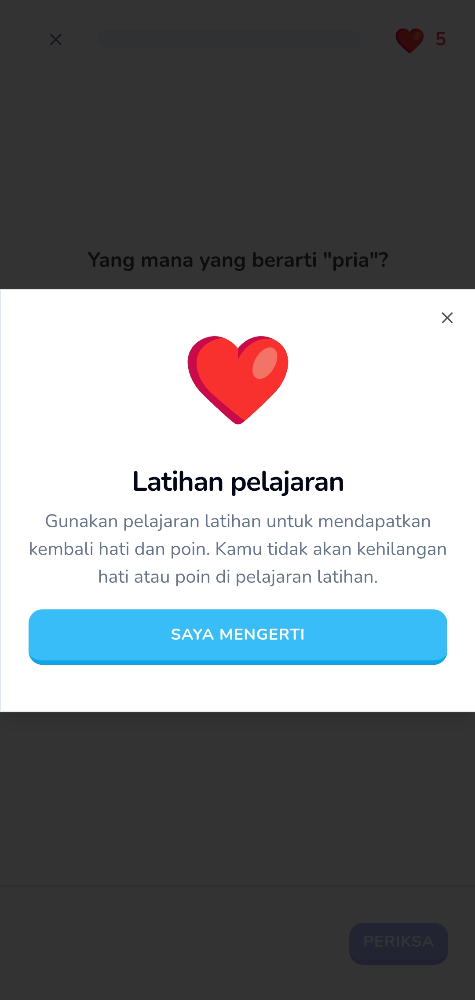 5
Yang mana yang berarti "pria"?
Latihan pelajaran
Gunakan pelajaran latihan untuk mendapatkan
kembali hati dan poin. Kamu tidak akan kehilangan
hati atau poin di pelajaran latihan.
SAYA MENGERTI
PERIKSA